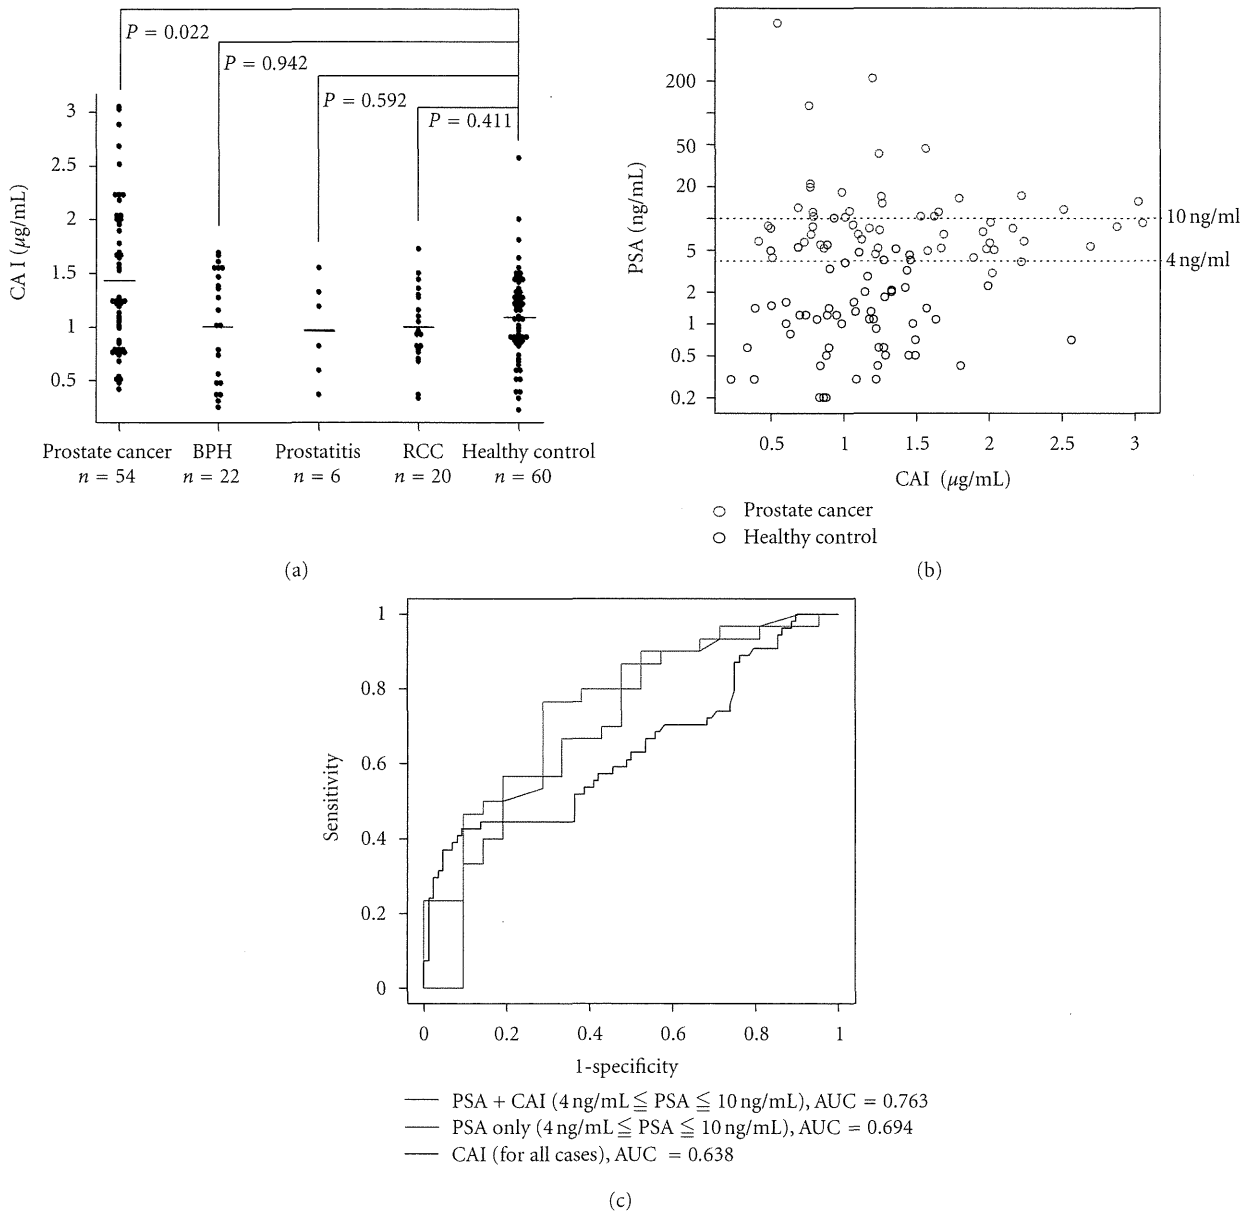 P = 0.022
P = 0.942
P = 0.592
P = 0.411
3
2.5
2
1.5
1
0.5
CA I (μg/mL)
Prostate cancer BPH Prostatitis RCC Healthy control
n = 54 n = 22 n = 6 n = 20 n = 60
(a)
200
50
20
5
2
1
0.5
0.2
PSA (ng/mL)
10 ng/ml
4 ng/ml
0.5 1 1.5 2 2.5 3
CAI (μg/mL)
Prostate cancer
Healthy control
(b)
1
0.8
0.6
0.4
0.2
0
Sensitivity
0 0.2 0.4 0.6 0.8 1
1-specificity
PSA + CAI (4 ng/mL ≦ PSA ≦ 10 ng/mL), AUC = 0.763
PSA only (4 ng/mL ≦ PSA ≦ 10 ng/mL), AUC = 0.694
CAI (for all cases), AUC = 0.638
(c)